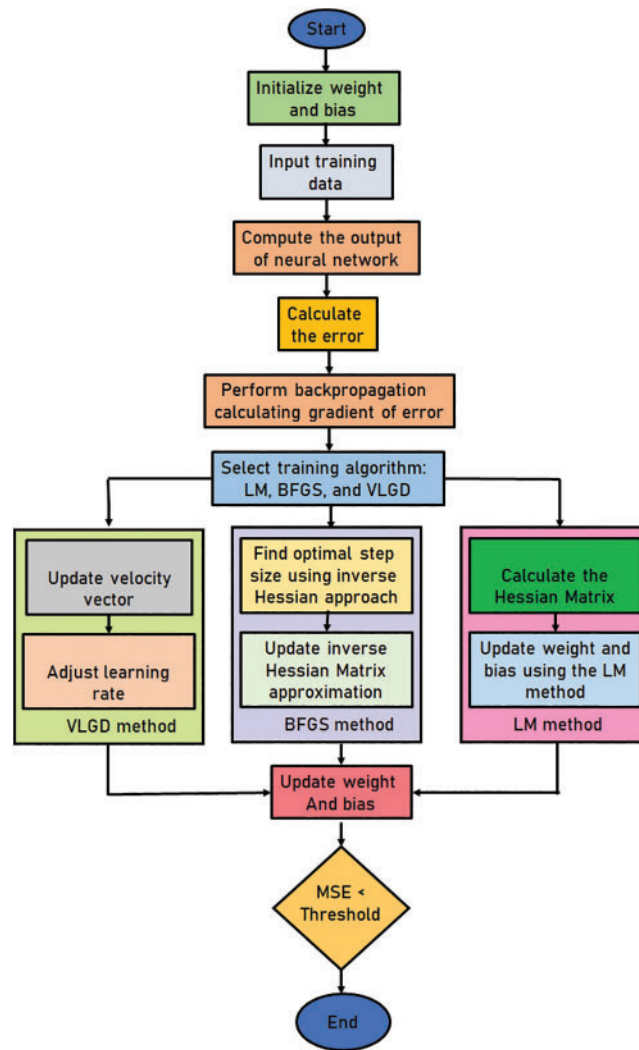 Start
Initialize weight
and bias
Input training
data
Compute the output
of neural network
Calculate
the error
Perform backpropagation
calculating gradient of error
Select training algorithm:
LM, BFGS, and VLGD
Update velocity
vector
Adjust learning
rate
VLGD method
Find optimal step
size using inverse
Hessian approach
Update inverse
Hessian Matrix
approximation
BFGS method
Calculate the
Hessian Matrix
Update weight and
bias using the LM
method
LM method
Update weight
And bias
MSE <
Threshold
End